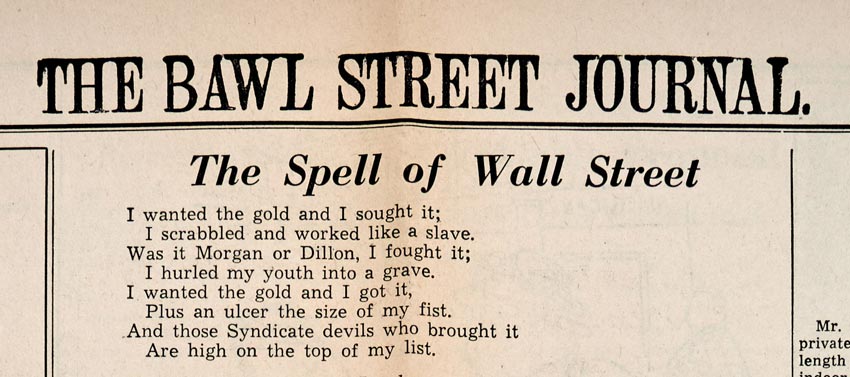 THE BAWL STREET JOURNAL.
The Spell of Wall Street
I wanted the gold and I sought it;
I scrabbled and worked like a slave.
Was it Morgan or Dillon, I fought it;
I hurled my youth into a grave.
I wanted the gold and I got it,
Plus an ulcer the size of my fist.
And those Syndicate devils who brought it
Are high on the top of my list.
Mr.
private
length